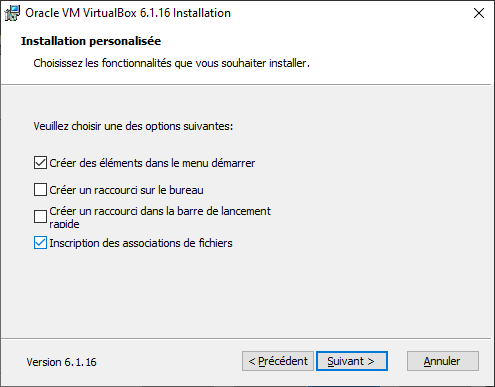 Oracle VM VirtualBox 6.1.16 Installation
Installation personalisée
Choisissez les fonctionnalités que vous souhaiter installer.
Veuillez choisir une des options suivantes:
Créer des éléments dans le menu démarrer
Créer un raccourci sur le bureau
Créer un raccourci dans la barre de lancement
rapide
Inscription des associations de fichiers
Version 6.1.16
< Précédent
Suivant >
Annuler